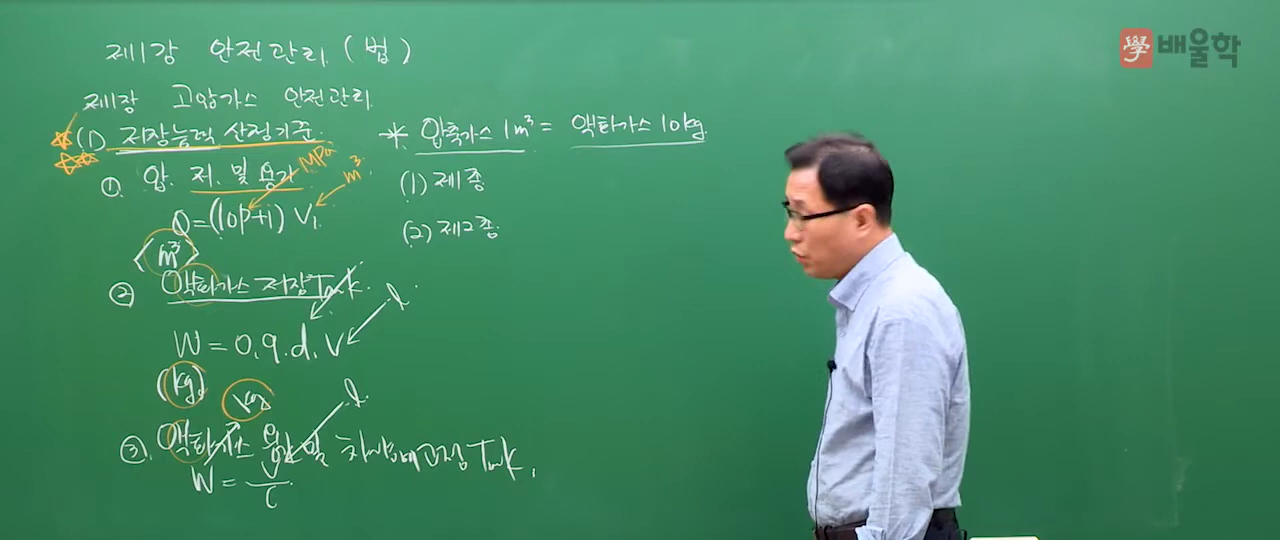 제1강 안전관리 (법)
제1장 고압가스 안전관리.
(1) 저장능력 산정기준.
① 압. 저. 및 용기
MPa
m³
Q=(10P+1) V₁.
(m³)
② 액화가스 저장Tank.
l
W = 0.9.d.V
(kg)
kg
l
③. 액화가스 용기 및 차량에 고정 Tank.
W = V/C
* 압축가스 1m³ = 액화가스 10kg.
(1) 제1종
(2) 제2종
學 배울학